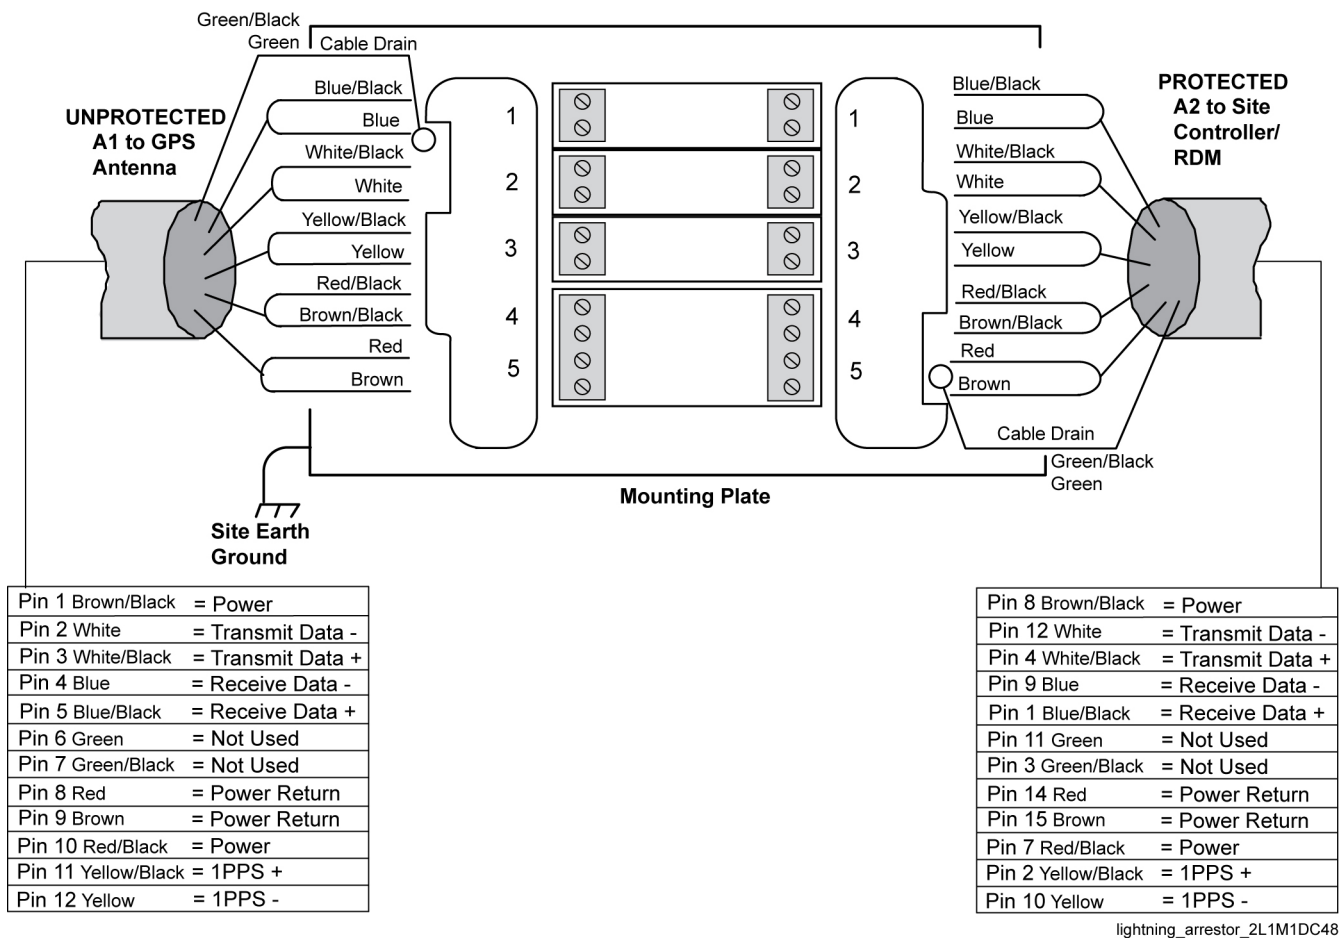 Green/Black
Green
Cable Drain
UNPROTECTED
A1 to GPS
Antenna
Blue/Black
Blue
White/Black
White
Yellow/Black
Yellow
Red/Black
Brown/Black
Red
Brown
1
2
3
4
5
1
2
3
4
5
Blue/Black
Blue
White/Black
White
Yellow/Black
Yellow
Red/Black
Brown/Black
Red
Brown
PROTECTED
A2 to Site
Controller/
RDM
Cable Drain
Green/Black
Green
Mounting Plate
Site Earth
Ground
Pin 1 Brown/Black = Power
Pin 2 White = Transmit Data -
Pin 3 White/Black = Transmit Data +
Pin 4 Blue = Receive Data -
Pin 5 Blue/Black = Receive Data +
Pin 6 Green = Not Used
Pin 7 Green/Black = Not Used
Pin 8 Red = Power Return
Pin 9 Brown = Power Return
Pin 10 Red/Black = Power
Pin 11 Yellow/Black = 1PPS +
Pin 12 Yellow = 1PPS -
Pin 8 Brown/Black = Power
Pin 12 White = Transmit Data -
Pin 4 White/Black = Transmit Data +
Pin 9 Blue = Receive Data -
Pin 1 Blue/Black = Receive Data +
Pin 11 Green = Not Used
Pin 3 Green/Black = Not Used
Pin 14 Red = Power Return
Pin 15 Brown = Power Return
Pin 7 Red/Black = Power
Pin 2 Yellow/Black = 1PPS +
Pin 10 Yellow = 1PPS -
lightning_arrestor_2L1M1DC48